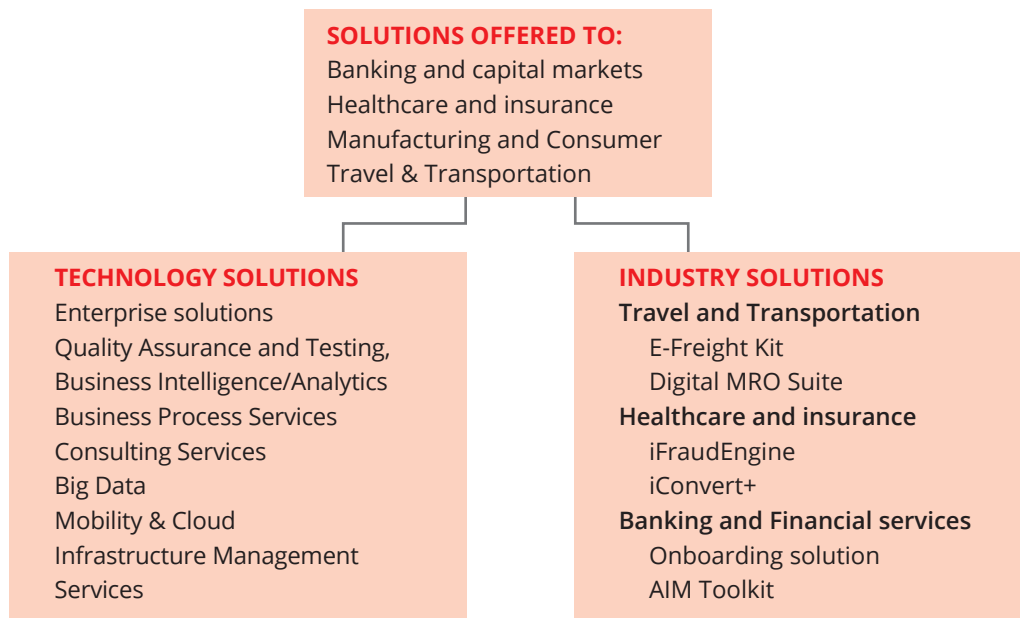 SOLUTIONS OFFERED TO:
Banking and capital markets
Healthcare and insurance
Manufacturing and Consumer
Travel & Transportation
TECHNOLOGY SOLUTIONS
Enterprise solutions
Quality Assurance and Testing,
Business Intelligence/Analytics
Business Process Services
Consulting Services
Big Data
Mobility & Cloud
Infrastructure Management
Services
INDUSTRY SOLUTIONS
Travel and Transportation
E-Freight Kit
Digital MRO Suite
Healthcare and insurance
iFraudEngine
iConvert+
Banking and Financial services
Onboarding solution
AIM Toolkit